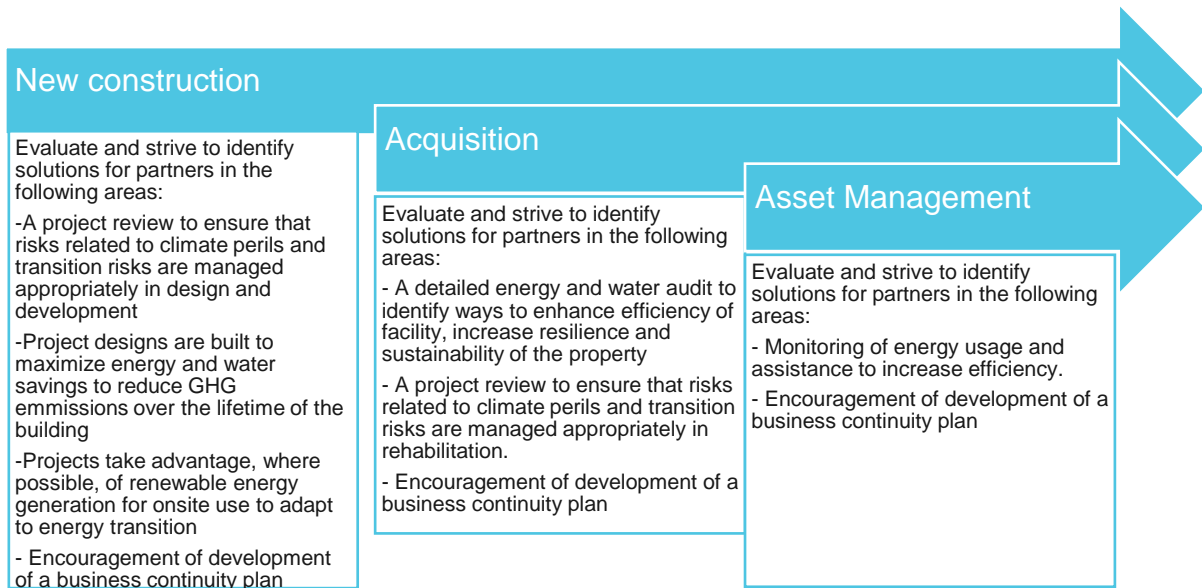 New construction
Evaluate and strive to identify
solutions for partners in the
following areas:
-A project review to ensure that
risks related to climate perils and
transition risks are managed
appropriately in design and
development
-Project designs are built to
maximize energy and water
savings to reduce GHG
emmissions over the lifetime of the
building
-Projects take advantage, where
possible, of renewable energy
generation for onsite use to adapt
to energy transition
- Encouragement of development
of a business continuity plan
Acquisition
Evaluate and strive to identify
solutions for partners in the following
areas:
- A detailed energy and water audit to
identify ways to enhance efficiency of
facility, increase resilience and
sustainability of the property
- A project review to ensure that risks
related to climate perils and transition
risks are managed appropriately in
rehabilitation.
- Encouragement of development of a
business continuity plan
Asset Management
Evaluate and strive to identify
solutions for partners in the following
areas:
- Monitoring of energy usage and
assistance to increase efficiency.
- Encouragement of development of a
business continuity plan